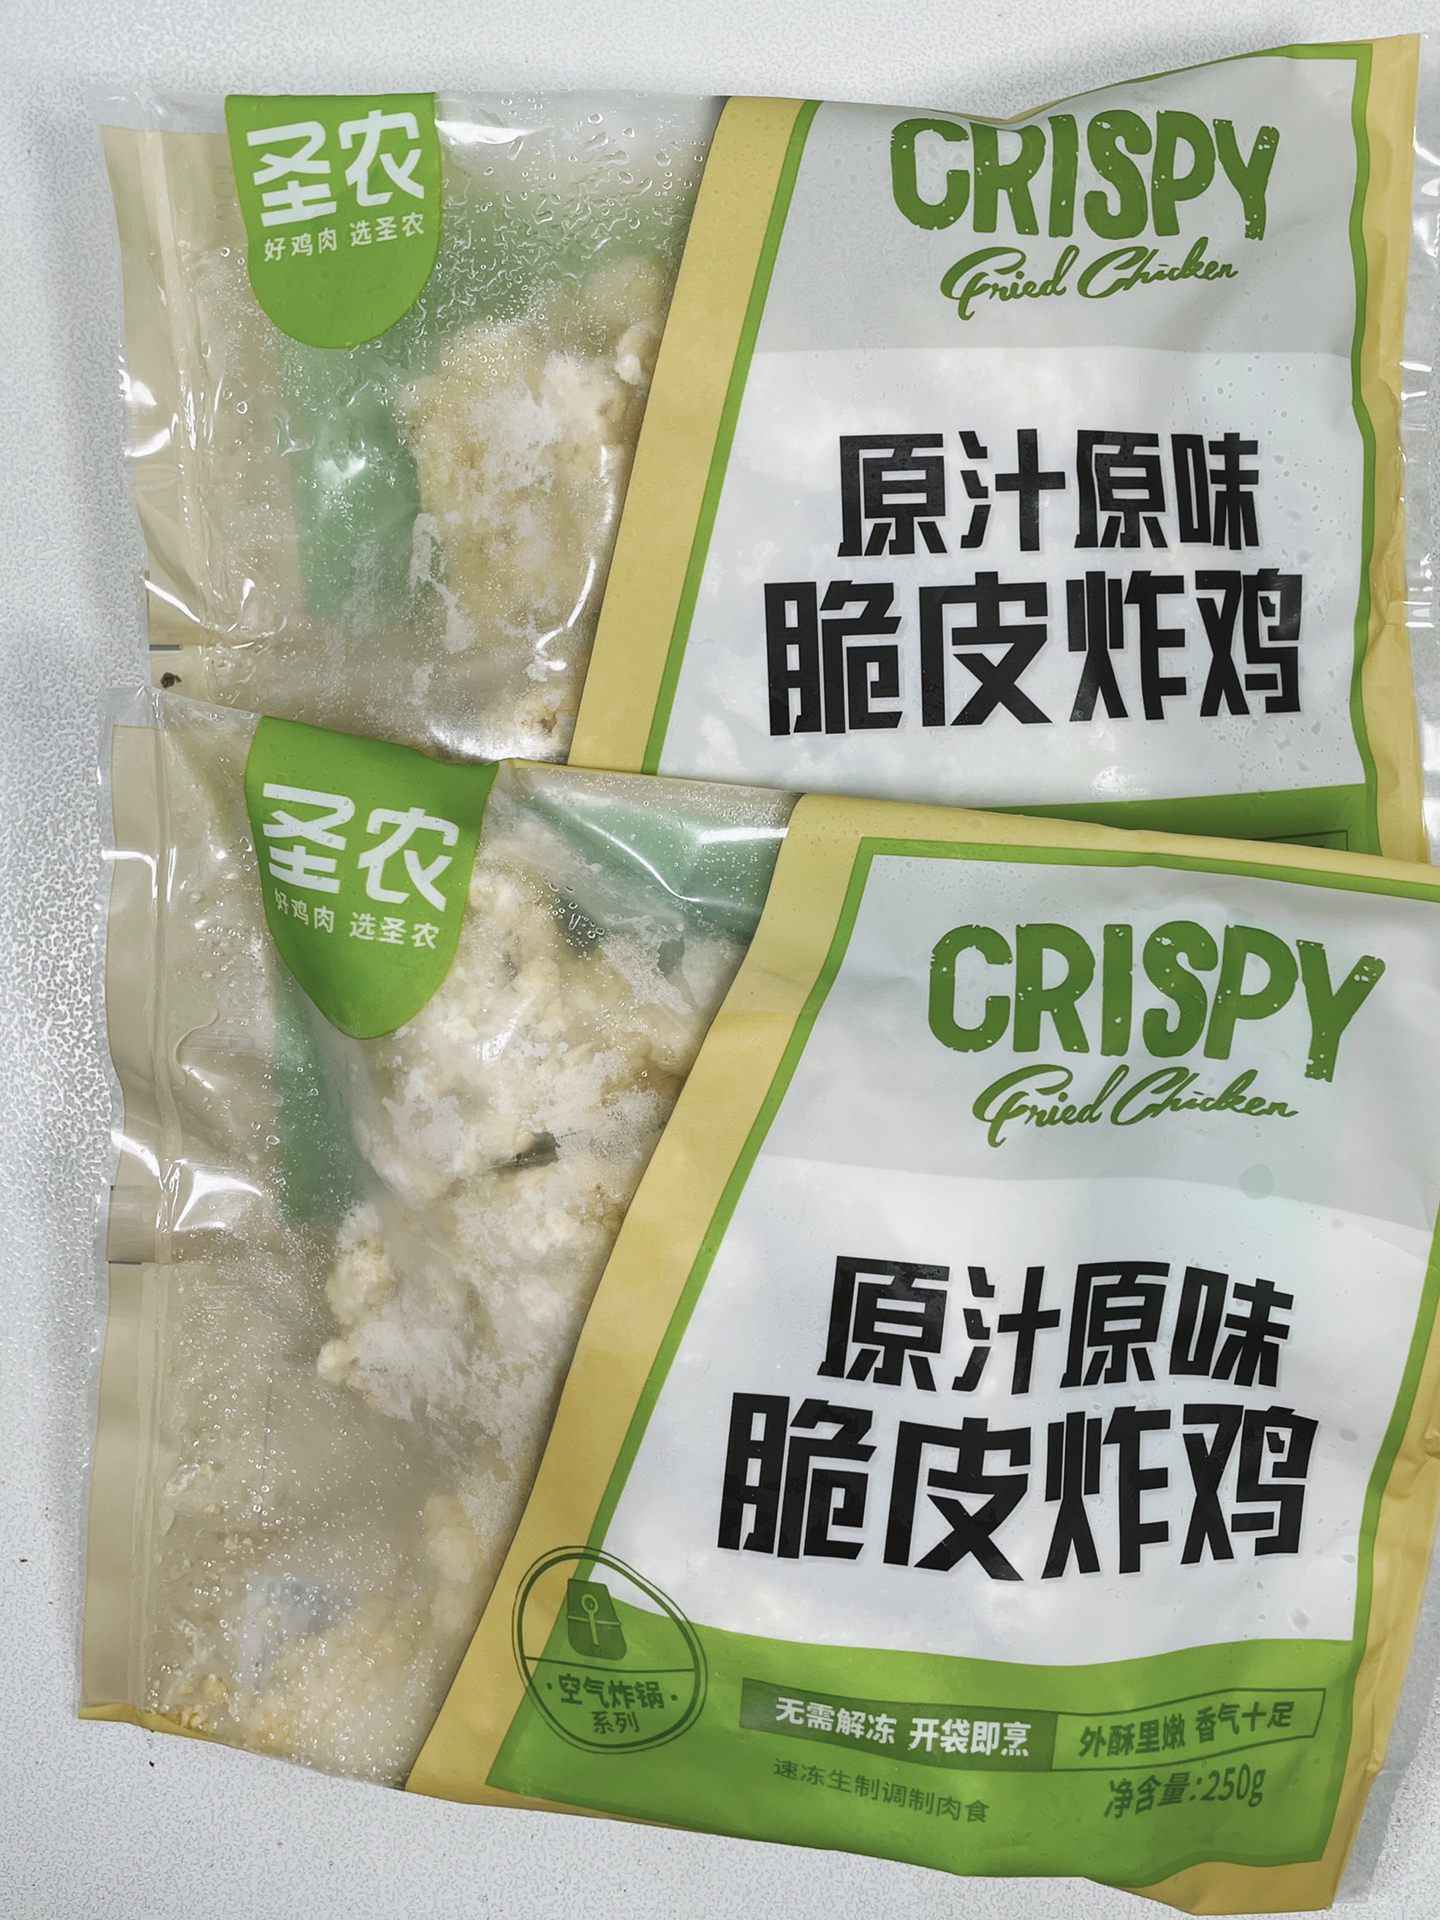 圣农
好鸡肉 选圣农
CRISPY
Fried Chicken
原汁原味
脆皮炸鸡
圣农
好鸡肉 选圣农
CRISPY
Fried Chicken
原汁原味
脆皮炸鸡
·空气炸锅·
系列
无需解冻 开袋即烹
外酥里嫩 香气十足
速冻生制调制肉食
净含量:250g